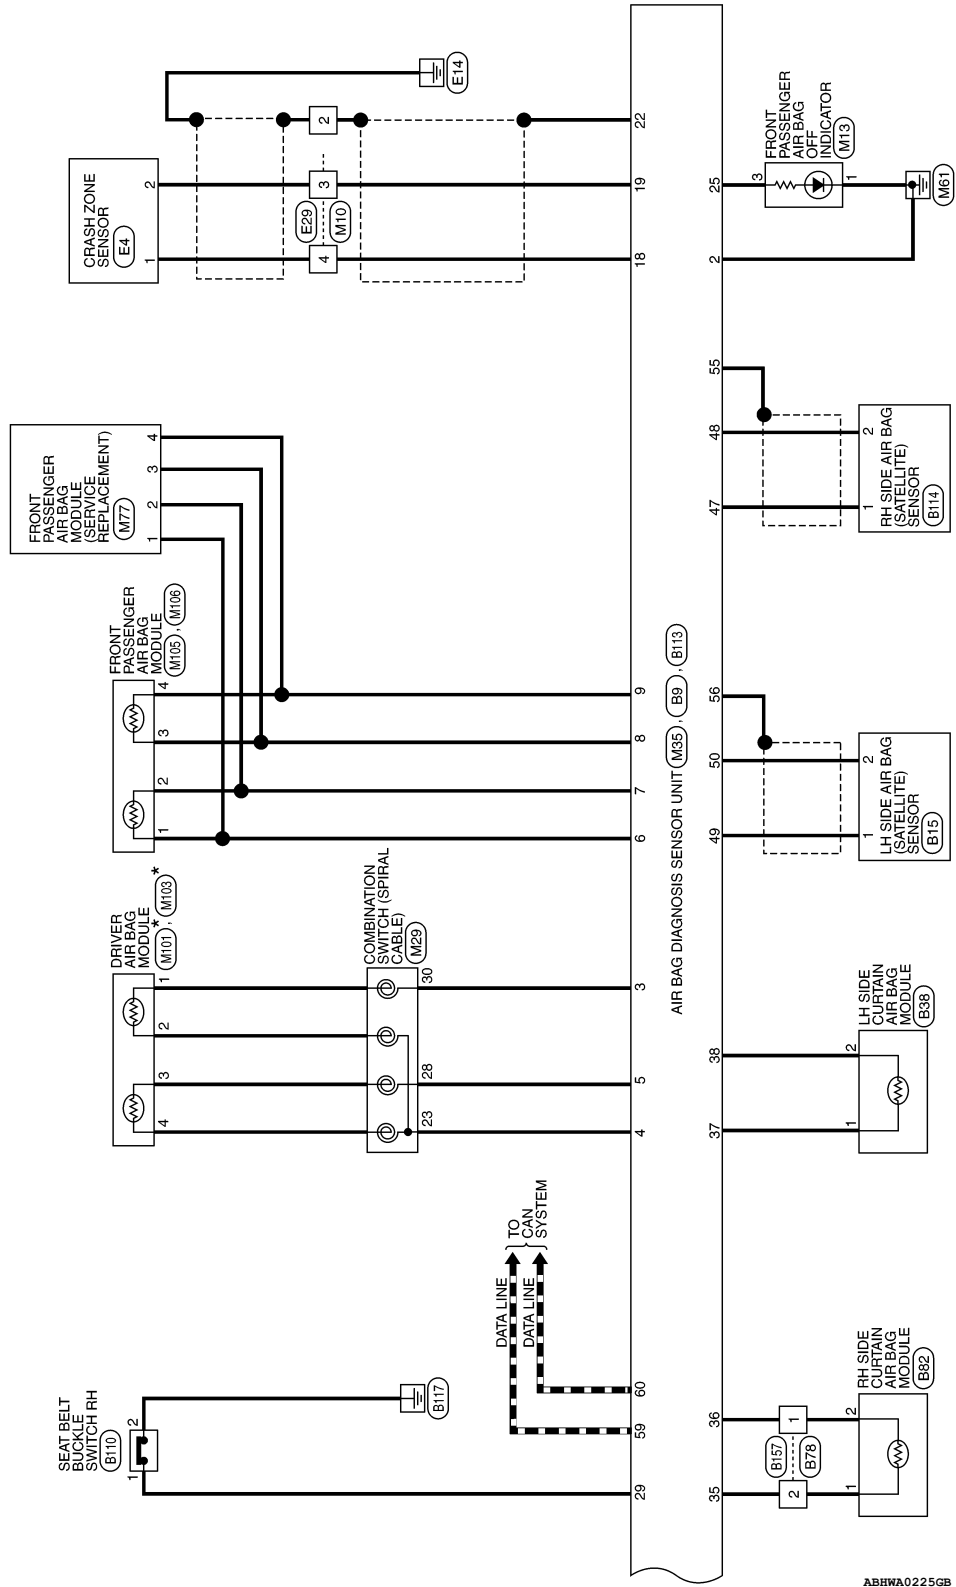 SEAT BELT
BUCKLE
SWITCH RH
B110
1
2
B117
29
59
60
DATA LINE
DATA LINE
TO
CAN
SYSTEM
DRIVER
AIR BAG
MODULE
M101 * , M103 *
4
3
2
1
COMBINATION
SWITCH (SPIRAL
CABLE)
M29
23
28
30
4
5
3
FRONT
PASSENGER
AIR BAG
MODULE
M105 , M106
1
2
3
4
FRONT
PASSENGER
AIR BAG
MODULE
(SERVICE
REPLACEMENT)
M77
1
2
3
4
6
7
8
9
CRASH ZONE
SENSOR
E4
1
2
E29
M10
4
3
2
E14
18
19
22
AIR BAG DIAGNOSIS SENSOR UNIT M35 , B9 , B113
35
36
B157
B78
2
1
1
2
RH SIDE
CURTAIN
AIR BAG
MODULE
B82
37
38
1
2
LH SIDE
CURTAIN
AIR BAG
MODULE
B38
49
50
56
1
2
LH SIDE AIR BAG
(SATELLITE)
SENSOR
B15
47
48
55
1
2
RH SIDE AIR BAG
(SATELLITE)
SENSOR
B114
2
25
3
1
FRONT
PASSENGER
AIR BAG
OFF
INDICATOR
M13
M61
ABHWA0225GB